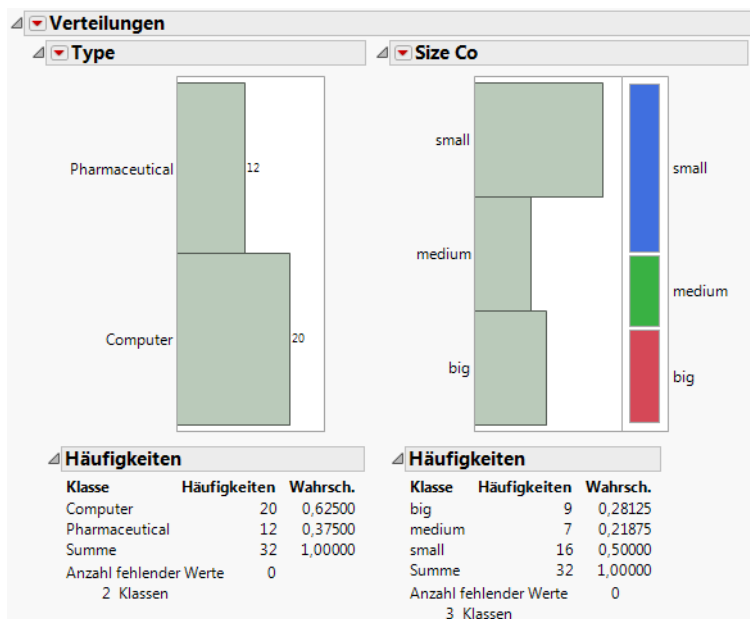 Verteilungen
Type
Pharmaceutical
12
Computer
20
Häufigkeiten
Klasse Häufigkeiten Wahrsch.
Computer 20 0,62500
Pharmaceutical 12 0,37500
Summe 32 1,00000
Anzahl fehlender Werte 0
2 Klassen
Size Co
small
medium
big
small
medium
big
Häufigkeiten
Klasse Häufigkeiten Wahrsch.
big 9 0,28125
medium 7 0,21875
small 16 0,50000
Summe 32 1,00000
Anzahl fehlender Werte 0
3 Klassen